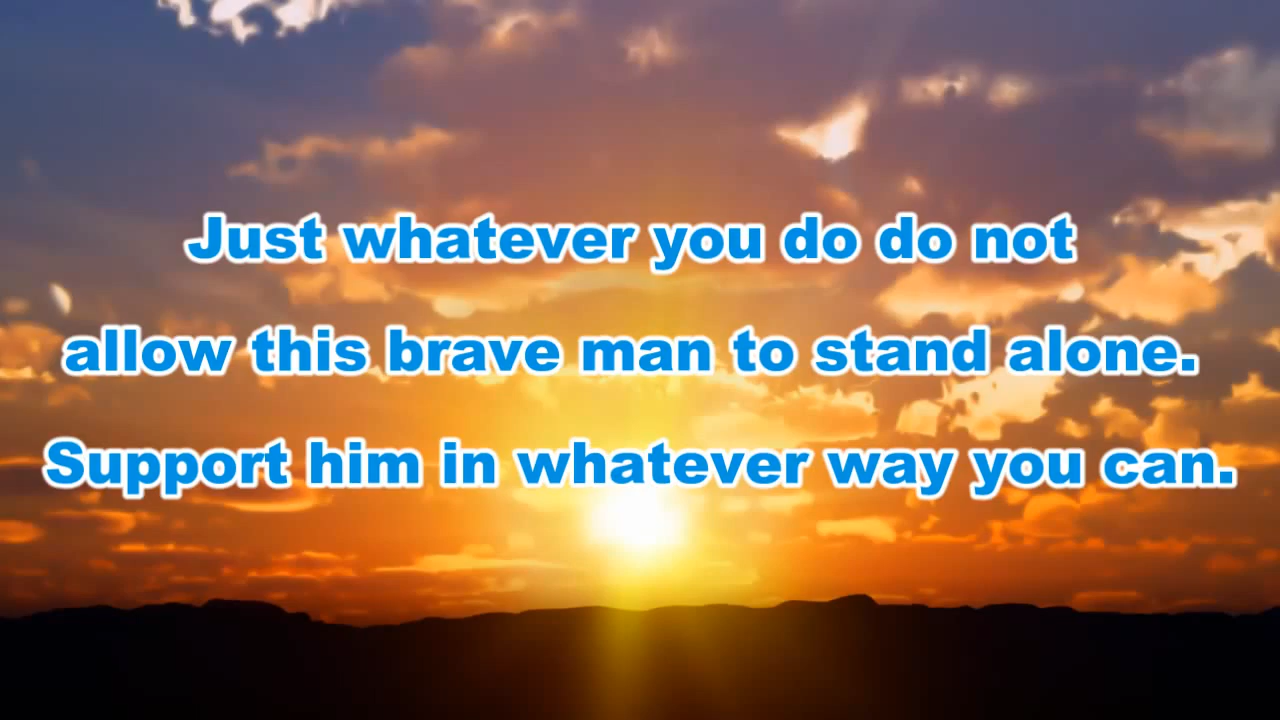 Just whatever you do do not
allow this brave man to stand alone.
Support him in whatever way you can.